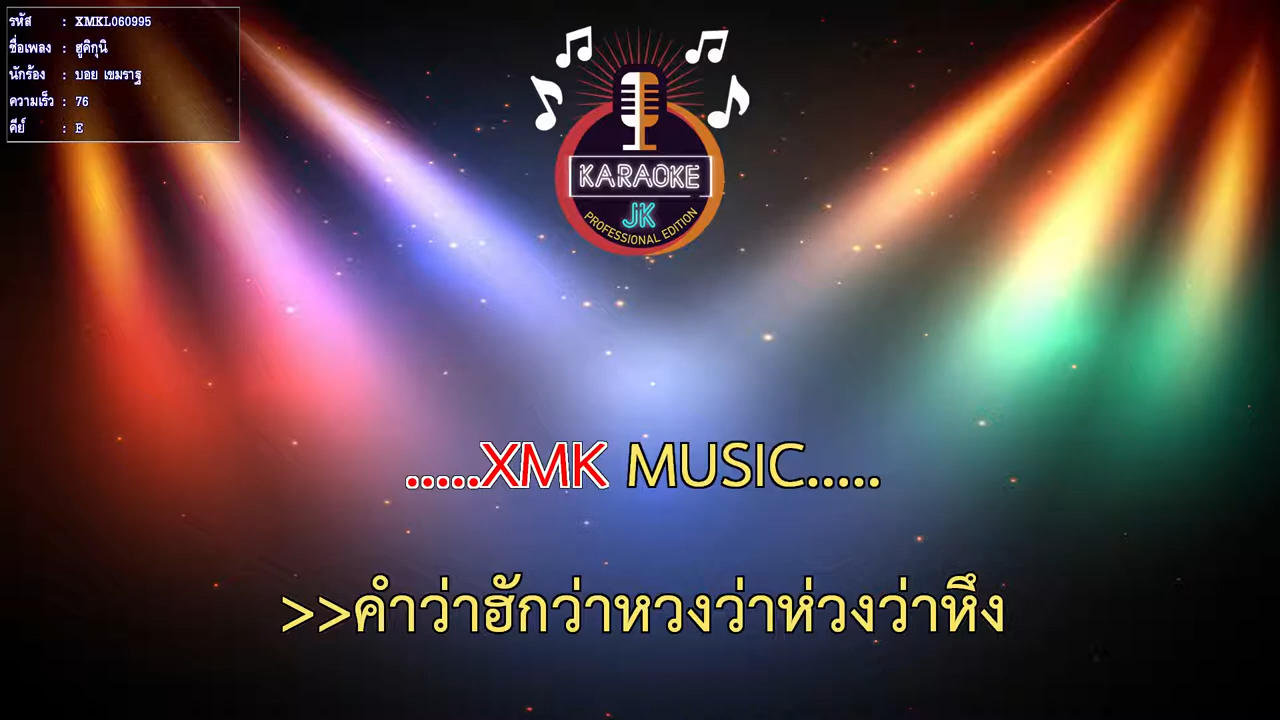 รหัส : XMKL060995
ชื่อเพลง : ฮูคิกุนิ
นักร้อง : บอย เขมราฐ
ความเร็ว : 76
คีย์ : E
KARAOKE
JK
PROFESSIONAL EDITION
.....XMK MUSIC.....
>>คำว่าฮักว่าหวงว่าห่วงว่าหึง